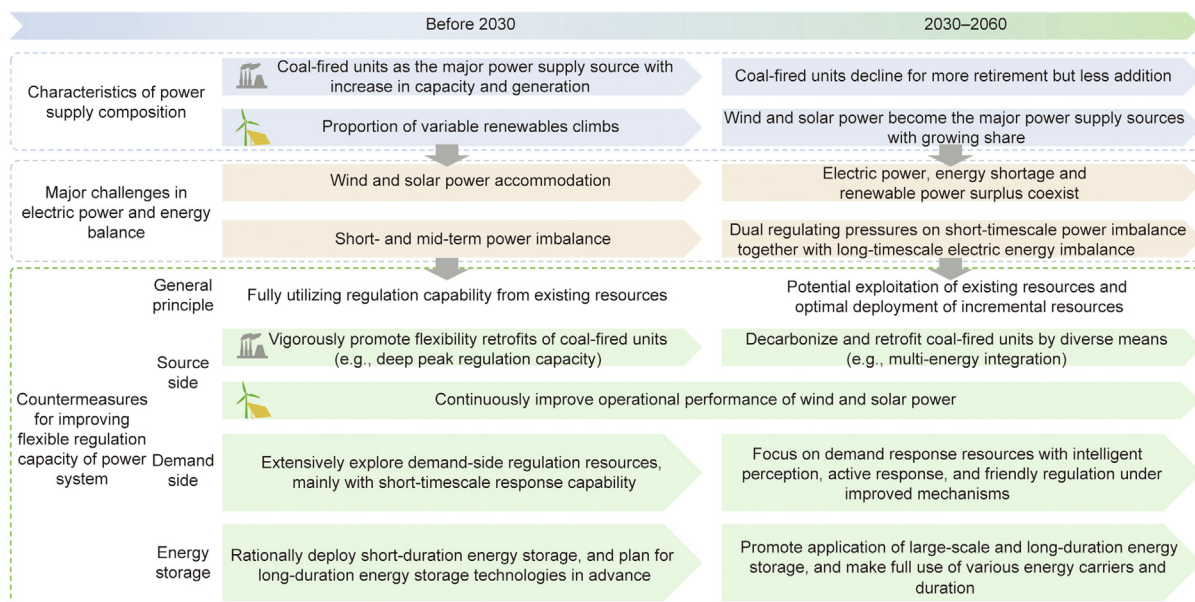 Before 2030
2030–2060
Characteristics of power
supply composition
Coal-fired units as the major power supply source with
increase in capacity and generation
Coal-fired units decline for more retirement but less addition
Proportion of variable renewables climbs
Wind and solar power become the major power supply sources
with growing share
Major challenges in
electric power and energy
balance
Wind and solar power accommodation
Electric power, energy shortage and
renewable power surplus coexist
Short- and mid-term power imbalance
Dual regulating pressures on short-timescale power imbalance
together with long-timescale electric energy imbalance
Countermeasures
for improving
flexible regulation
capacity of power
system
General
principle
Fully utilizing regulation capability from existing resources
Potential exploitation of existing resources and
optimal deployment of incremental resources
Source
side
Vigorously promote flexibility retrofits of coal-fired units
(e.g., deep peak regulation capacity)
Decarbonize and retrofit coal-fired units by diverse means
(e.g., multi-energy integration)
Continuously improve operational performance of wind and solar power
Demand
side
Extensively explore demand-side regulation resources,
mainly with short-timescale response capability
Focus on demand response resources with intelligent
perception, active response, and friendly regulation under
improved mechanisms
Energy
storage
Rationally deploy short-duration energy storage, and plan for
long-duration energy storage technologies in advance
Promote application of large-scale and long-duration energy
storage, and make full use of various energy carriers and
duration